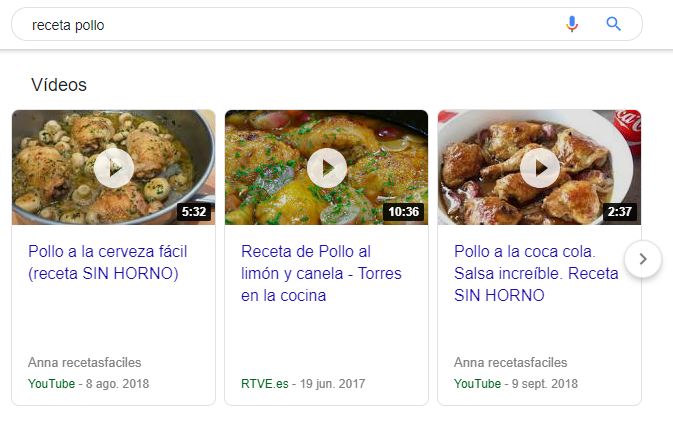 receta pollo
Vídeos
5:32
10:36
2:37
Pollo a la cerveza fácil
(receta SIN HORNO)
Anna recetasfaciles
YouTube - 8 ago. 2018
Receta de Pollo al
limón y canela - Torres
en la cocina
RTVE.es - 19 jun. 2017
Pollo a la coca cola.
Salsa increíble. Receta
SIN HORNO
Anna recetasfaciles
YouTube - 9 sept. 2018